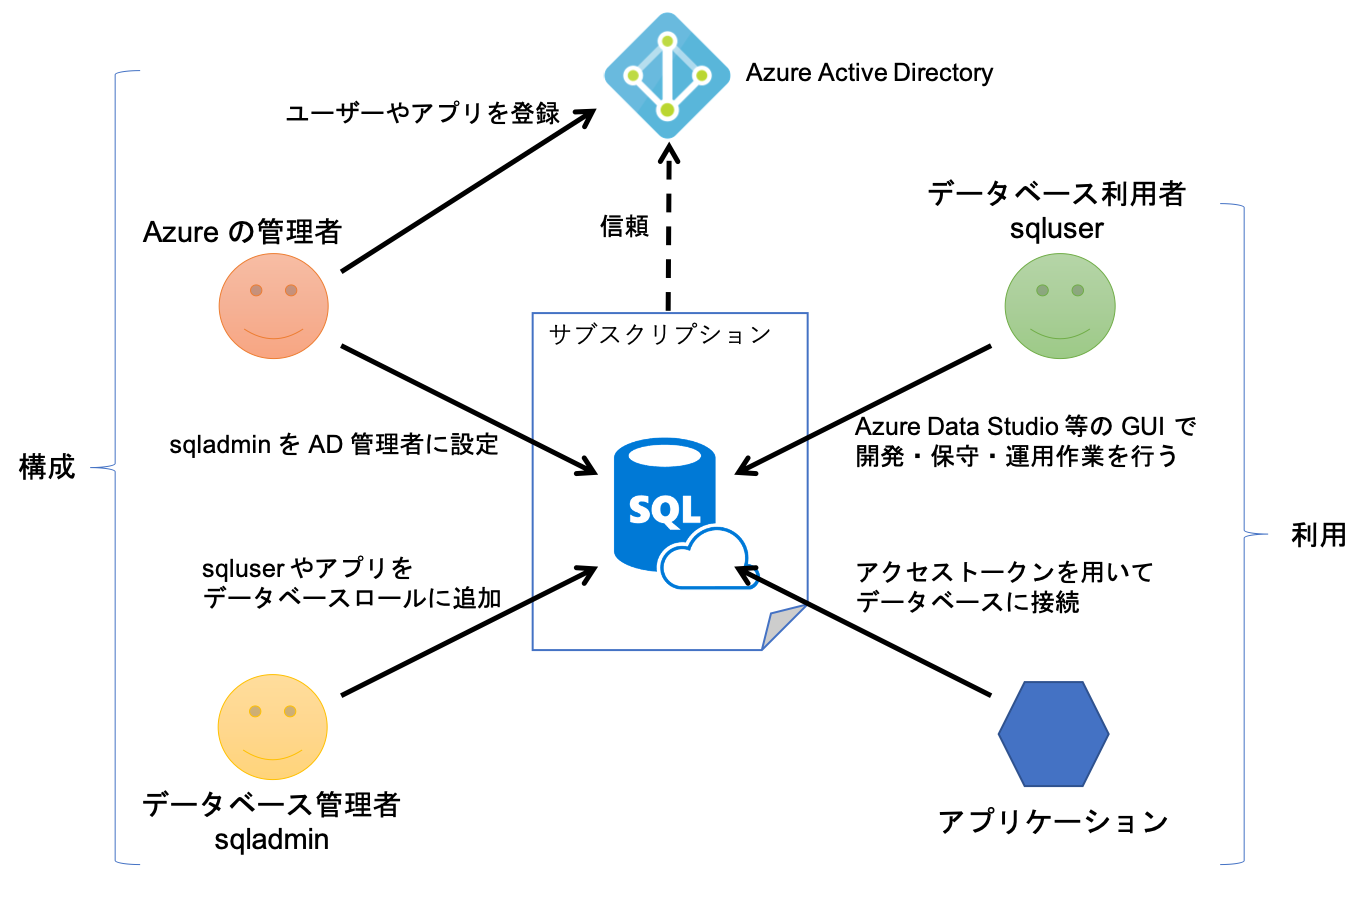 Azure Active Directory
ユーザーやアプリを登録
データベース利用者
sqluser
信頼
Azure の管理者
サブスクリプション
sqladmin を AD 管理者に設定
Azure Data Studio 等の GUI で
開発・保守・運用作業を行う
構成
SQL
利用
sqluser やアプリを
データベースロールに追加
アクセストークンを用いて
データベースに接続
データベース管理者
sqladmin
アプリケーション